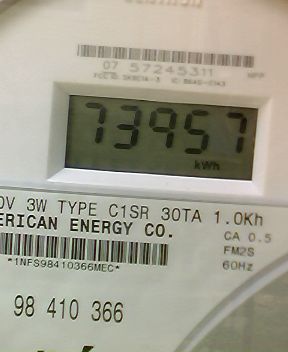 07 57245311
73957
kWh
3W TYPE C1SR 30TA 1.0Kh
ERICAN ENERGY CO.
CA 0.5
FM2S
60Hz
*1NFS98410366MEC*
98 410 366